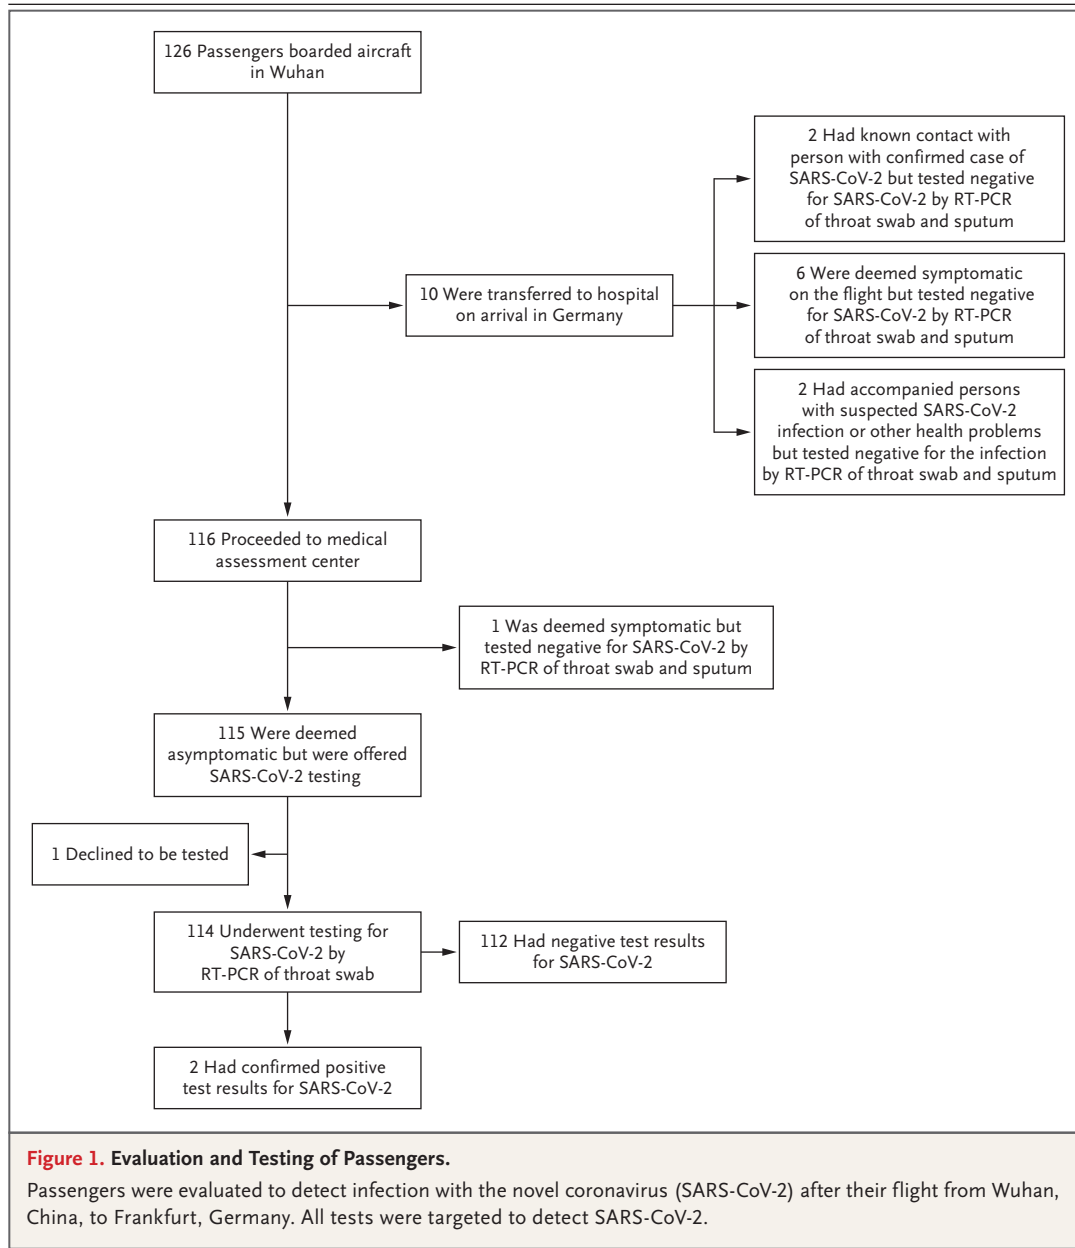 126 Passengers boarded aircraft
in Wuhan
2 Had known contact with
person with confirmed case of
SARS-CoV-2 but tested negative
for SARS-CoV-2 by RT-PCR
of throat swab and sputum
10 Were transferred to hospital
on arrival in Germany
6 Were deemed symptomatic
on the flight but tested negative
for SARS-CoV-2 by RT-PCR
of throat swab and sputum
2 Had accompanied persons
with suspected SARS-CoV-2
infection or other health problems
but tested negative for the infection
by RT-PCR of throat swab and sputum
116 Proceeded to medical
assessment center
1 Was deemed symptomatic but
tested negative for SARS-CoV-2 by
RT-PCR of throat swab and sputum
115 Were deemed
asymptomatic but were offered
SARS-CoV-2 testing
1 Declined to be tested
114 Underwent testing for
SARS-CoV-2 by
RT-PCR of throat swab
112 Had negative test results
for SARS-CoV-2
2 Had confirmed positive
test results for SARS-CoV-2
Figure 1. Evaluation and Testing of Passengers.
Passengers were evaluated to detect infection with the novel coronavirus (SARS-CoV-2) after their flight from Wuhan,
China, to Frankfurt, Germany. All tests were targeted to detect SARS-CoV-2.